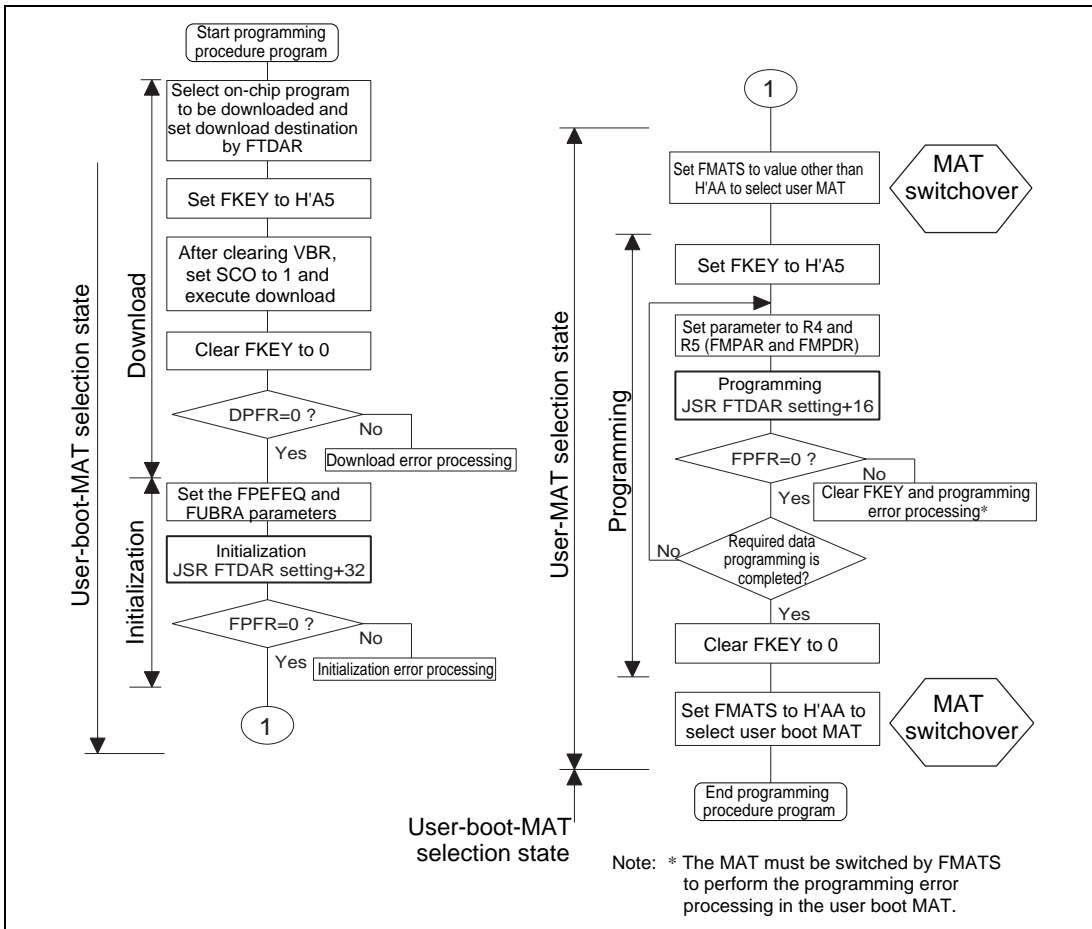 Start programming
procedure program
Select on-chip program
to be downloaded and
set download destination
by FTDAR
Set FKEY to H'A5
After clearing VBR,
set SCO to 1 and
execute download
Clear FKEY to 0
DPFR=0 ?
No
Yes
Download error processing
Set the FPEFEQ and
FUBRA parameters
Initialization
JSR FTDAR setting+32
FPFR=0 ?
No
Yes
Initialization error processing
1
Download
Initialization
User-boot-MAT selection state
1
Set FMATS to value other than
H'AA to select user MAT
MAT
switchover
Set FKEY to H'A5
Set parameter to R4 and
R5 (FMPAR and FMPDR)
Programming
JSR FTDAR setting+16
FPFR=0 ?
No
Yes
Clear FKEY and programming
error processing*
Required data
programming is
completed?
No
Yes
Clear FKEY to 0
Set FMATS to H'AA to
select user boot MAT
MAT
switchover
End programming
procedure program
Programming
User-MAT selection state
User-boot-MAT
selection state
Note: * The MAT must be switched by FMATS
to perform the programming error
processing in the user boot MAT.